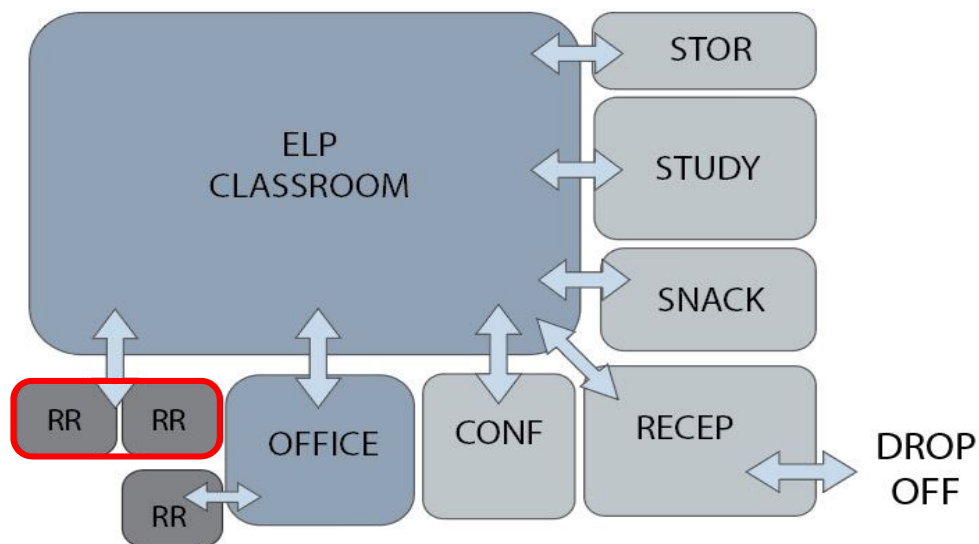 STOR
ELP
CLASSROOM
STUDY
SNACK
RR
RR
OFFICE
CONF
RECEP
DROP
OFF
RR